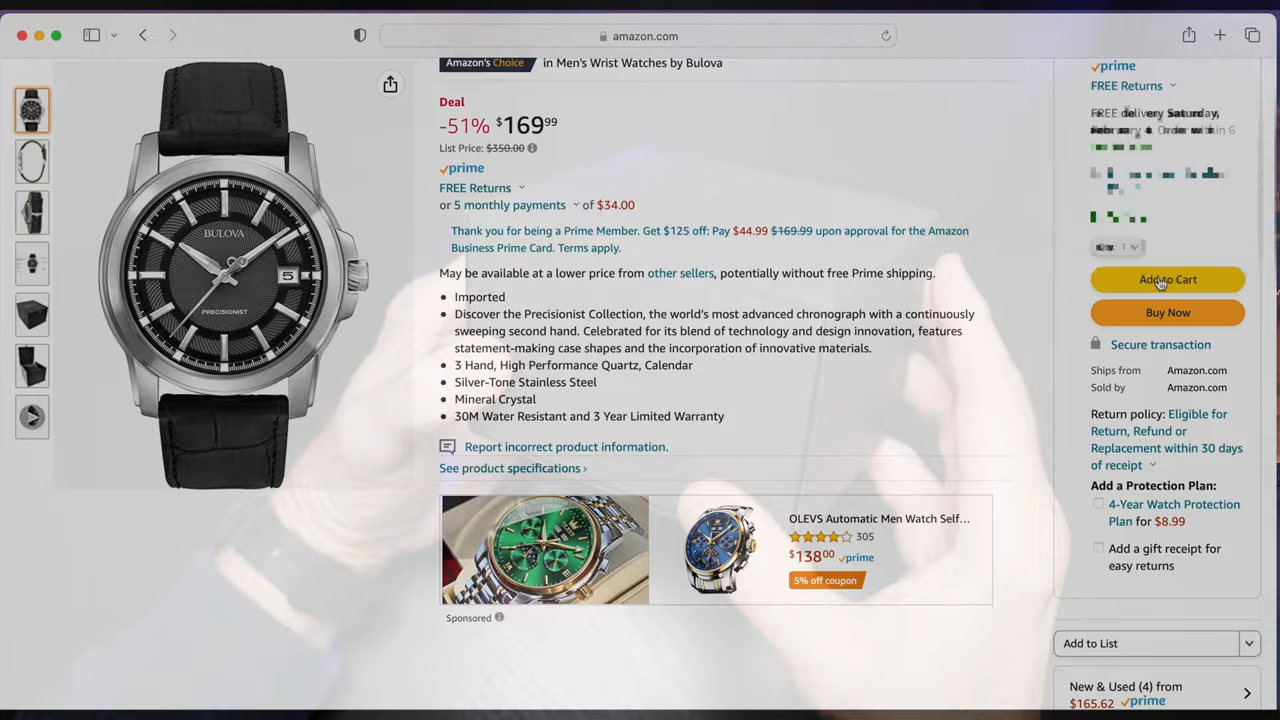 amazon.com
Amazon's Choice in Men's Wrist Watches by Bulova
Deal
-51% $169 99
List Price: $350.00
prime
FREE Returns
or 5 monthly payments of $34.00
Thank you for being a Prime Member. Get $125 off: Pay $44.99 $169.99 upon approval for the Amazon
Business Prime Card. Terms apply.
May be available at a lower price from other sellers, potentially without free Prime shipping.
Imported
Discover the Precisionist Collection, the world's most advanced chronograph with a continuously
sweeping second hand. Celebrated for its blend of technology and design innovation, features
statement-making case shapes and the incorporation of innovative materials.
3 Hand, High Performance Quartz, Calendar
Silver-Tone Stainless Steel
Mineral Crystal
30M Water Resistant and 3 Year Limited Warranty
Report incorrect product information.
See product specifications ›
BULOVA
5
PRECISIONIST
OLEVS Automatic Men Watch Self...
305
$138 00 prime
5% off coupon
Sponsored
prime
FREE Returns
FREE delivery Saturday,
February 4. Order within 6
1
Add to Cart
Buy Now
Secure transaction
Ships from Amazon.com
Sold by Amazon.com
Return policy: Eligible for
Return, Refund or
Replacement within 30 days
of receipt
Add a Protection Plan:
4-Year Watch Protection
Plan for $8.99
Add a gift receipt for
easy returns
Add to List
New & Used (4) from
$165.62 prime